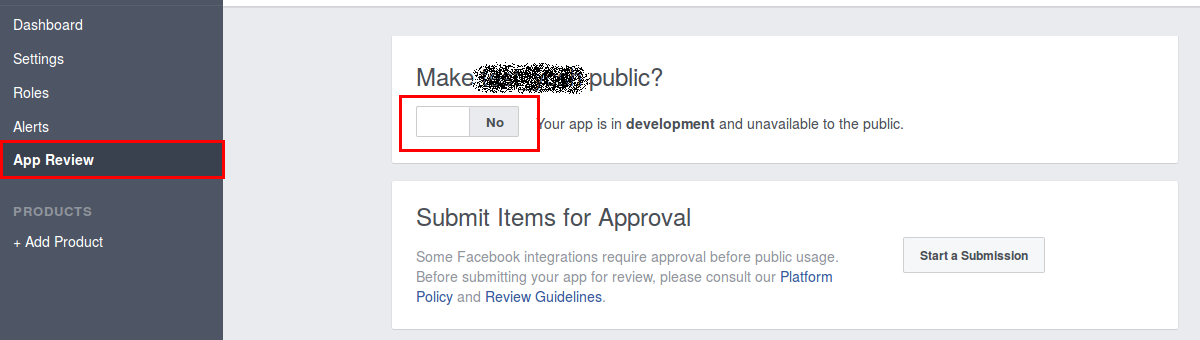 Dashboard
Settings
Roles
Alerts
App Review
PRODUCTS
+ Add Product
Make public?
No
Your app is in development and unavailable to the public.
Submit Items for Approval
Some Facebook integrations require approval before public usage.
Before submitting your app for review, please consult our Platform
Policy and Review Guidelines.
Start a Submission